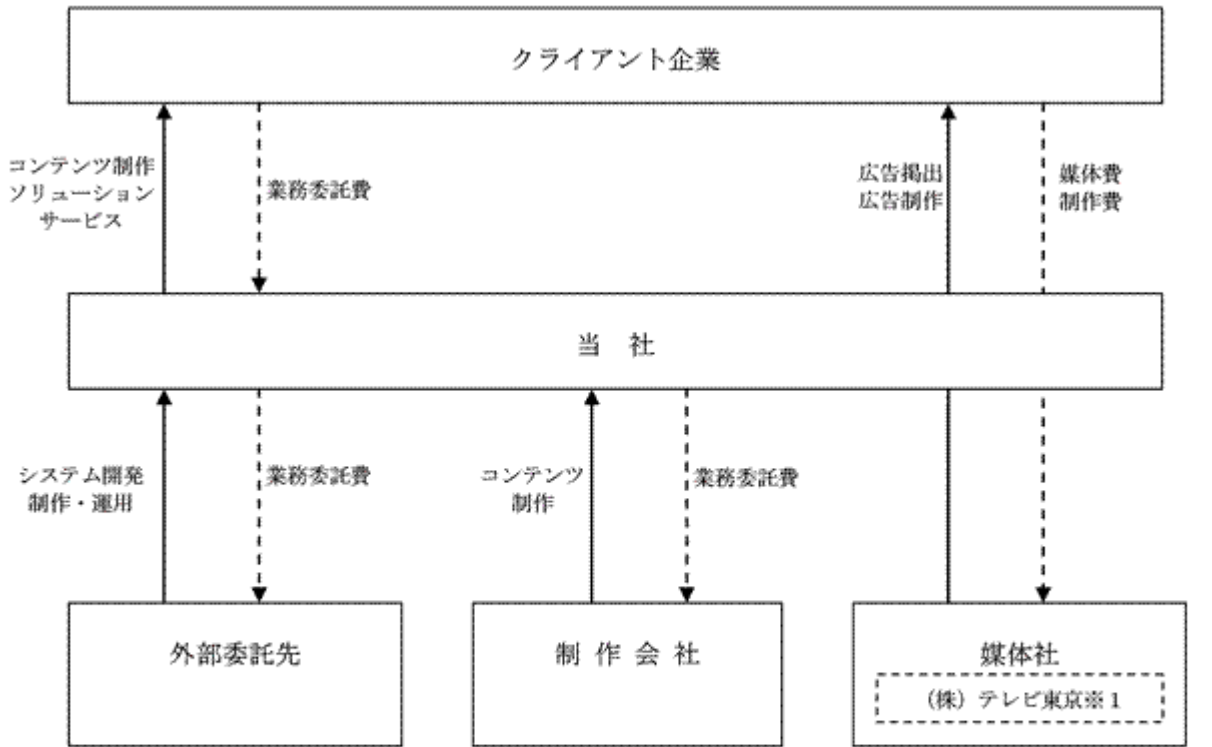 クライアント企業
コンテンツ制作
ソリューション
サービス
業務委託費
広告掲出
広告制作
媒体費
制作費
当 社
システム開発
制作・運用
業務委託費
コンテンツ
制作
業務委託費
外部委託先
制 作 会 社
媒体社
（株）テレビ東京※１